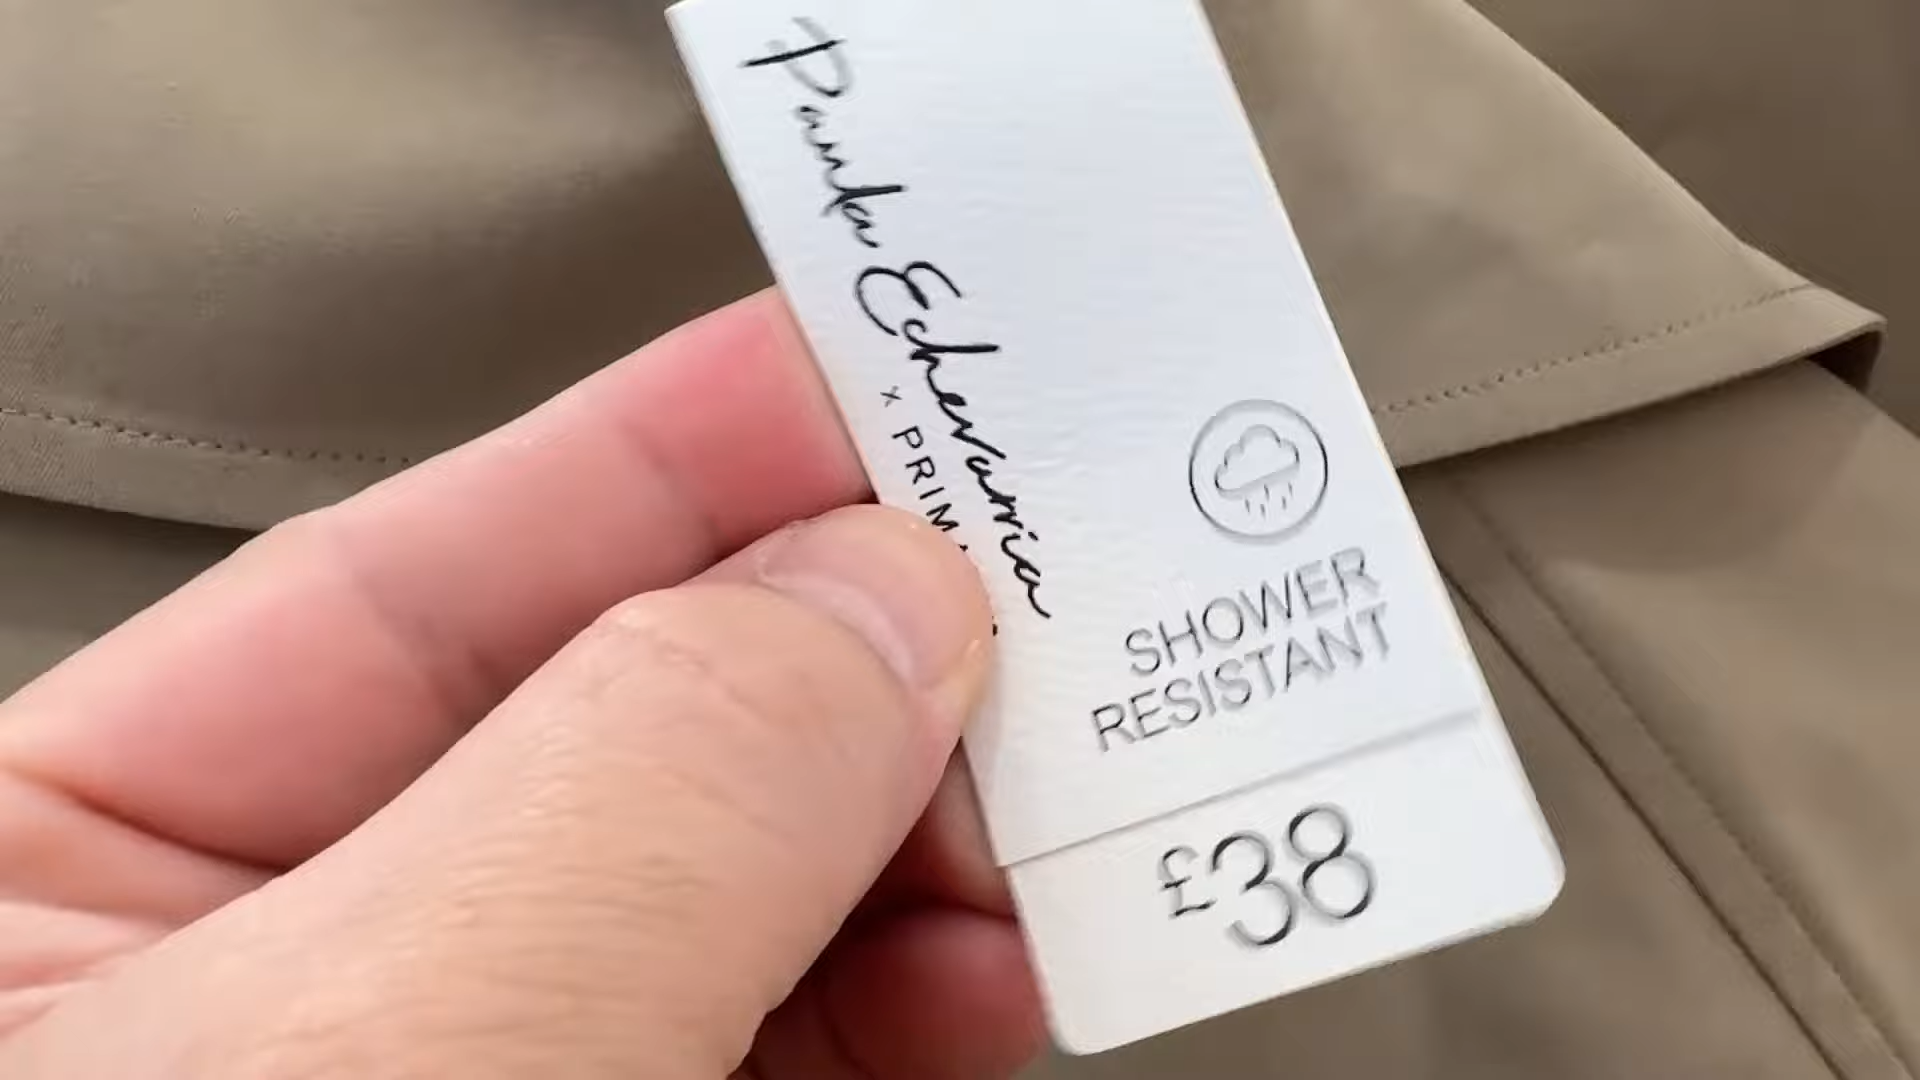 Paula Echevarria
x PRIM
SHOWER
RESISTANT
£38